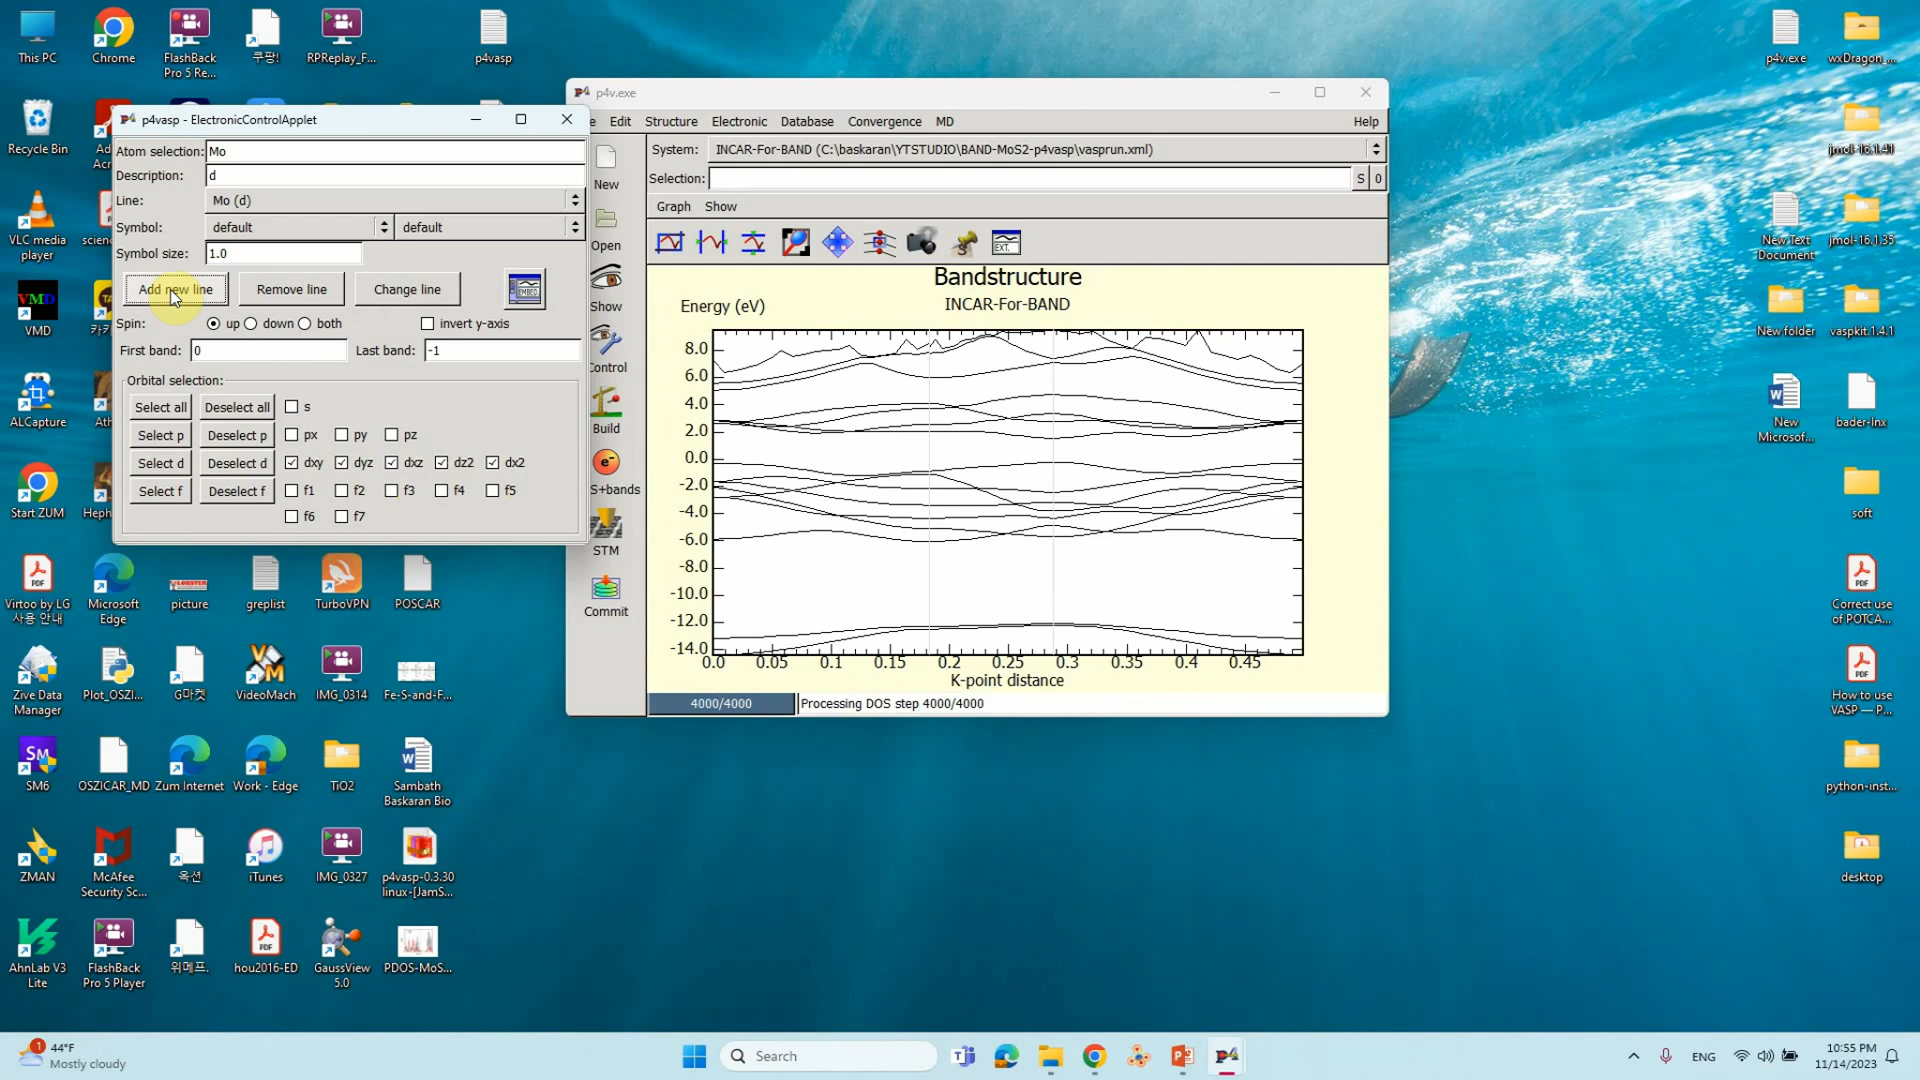 This PC
Chrome
FlashBack
Pro 5 Re...
쿠팡!
RPReplay_F...
p4vasp
p4v.exe
wxDragon_...
Recycle Bin
p4vasp - ElectronicControlApplet
Atom selection: Mo
Description: d
Line: Mo (d)
Symbol: default default
Symbol size: 1.0
Add new line Remove line Change line
EMBED
Spin: up down both invert y-axis
First band: 0 Last band: -1
Orbital selection:
Select all Deselect all s
Select p Deselect p px py pz
Select d Deselect d dxy dyz dxz dz2 dx2
Select f Deselect f f1 f2 f3 f4 f5
f6 f7
p4v.exe
Edit Structure Electronic Database Convergence MD Help
System: INCAR-For-BAND (C:\baskaran\YTSTUDIO\BAND-MoS2-p4vasp\vasprun.xml)
Selection: S 0
Graph Show
EXT.
New
Open
Show
Control
Build
S+bands
STM
Commit
Bandstructure
INCAR-For-BAND
Energy (eV)
8.0
6.0
4.0
2.0
0.0
-2.0
-4.0
-6.0
-8.0
-10.0
-12.0
-14.0
0.0 0.05 0.1 0.15 0.2 0.25 0.3 0.35 0.4 0.45
K-point distance
4000/4000 Processing DOS step 4000/4000
VLC media
player
VMD
VMD
ALCapture
Start ZUM
jmol-16.1.41
New Text
Document
jmol-16.1.35
New folder
vaspkit.1.4.1
New
Microsof...
bader-lnx
soft
Correct use
of POTCA...
How to use
VASP — P...
python-inst...
desktop
Virtoo by LG
사용 안내
Microsoft
Edge
picture
greplist
TurboVPN
POSCAR
Zive Data
Manager
Plot_OSZI...
G마켓
VideoMach
IMG_0314
Fe-S-and-F...
SM6
OSZICAR_MD
Zum Internet
Work - Edge
TiO2
Sambath
Baskaran Bio
ZMAN
McAfee
Security Sc...
옥션
iTunes
IMG_0327
p4vasp-0.3.30
linux-[JamS...
AhnLab V3
Lite
FlashBack
Pro 5 Player
위메프.
hou2016-ED
GaussView
5.0
PDOS-MoS...
1
44°F
Mostly cloudy
Search
ENG
10:55 PM
11/14/2023